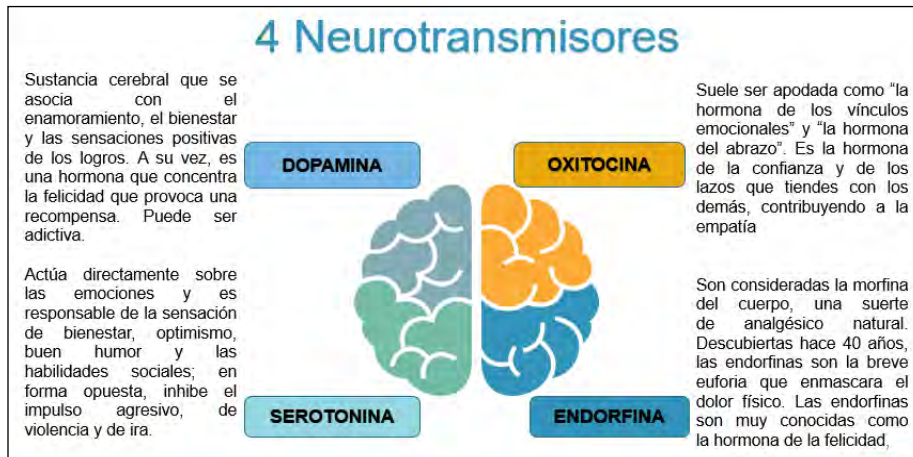 4 Neurotransmisores
Sustancia cerebral que se
asocia con el
enamoramiento, el bienestar
y las sensaciones positivas
de los logros. A su vez, es
una hormona que concentra
la felicidad que provoca una
recompensa. Puede ser
adictiva.
DOPAMINA
Actúa directamente sobre
las emociones y es
responsable de la sensación
de bienestar, optimismo,
buen humor y las
habilidades sociales; en
forma opuesta, inhibe el
impulso agresivo, de
violencia y de ira.
SEROTONINA
OXITOCINA
Suele ser apodada como “la
hormona de los vínculos
emocionales” y “la hormona
del abrazo”. Es la hormona
de la confianza y de los
lazos que tiendes con los
demás, contribuyendo a la
empatía
ENDORFINA
Son consideradas la morfina
del cuerpo, una suerte
de analgésico natural.
Descubiertas hace 40 años,
las endorfinas son la breve
euforia que enmascara el
dolor físico. Las endorfinas
son muy conocidas como
la hormona de la felicidad,